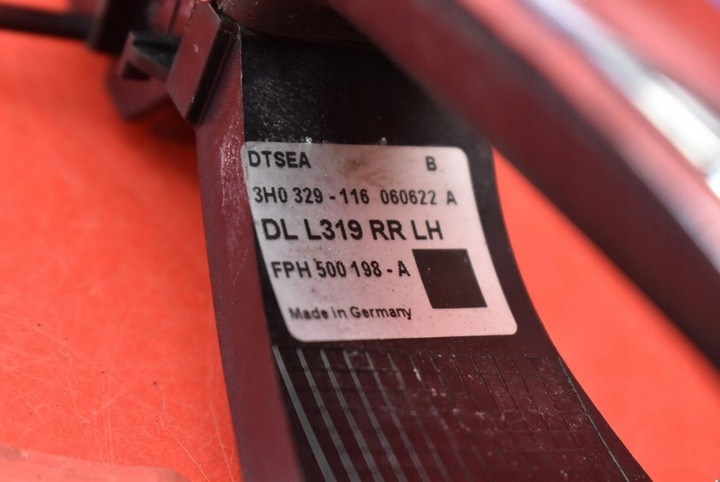 DTSEA B
3H0 329 - 116 060622 A
DL L319 RR LH
FPH 500 198 - A
Made in Germany